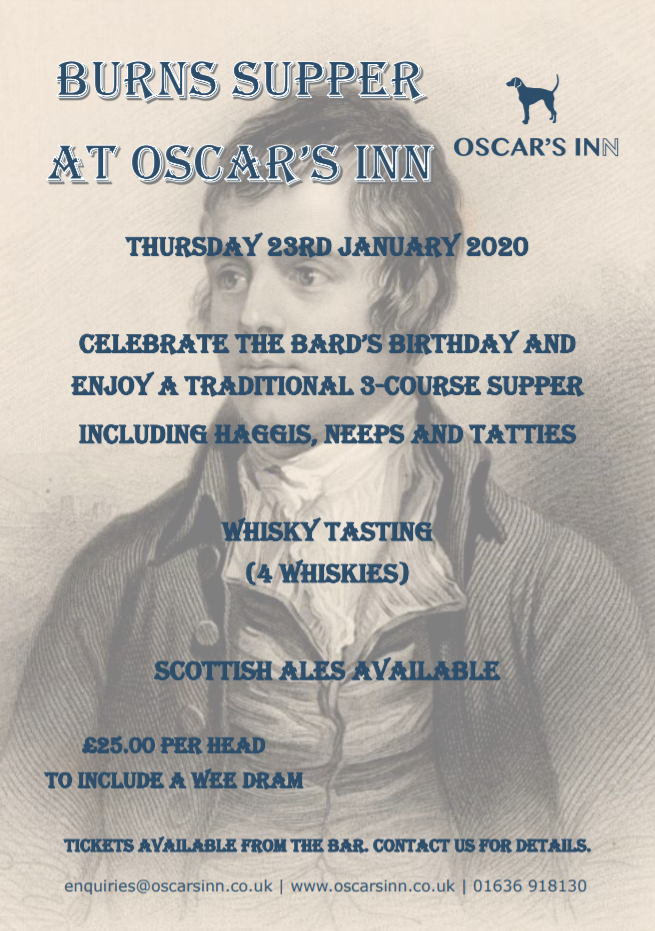 BURNS SUPPER
AT OSCAR'S INN
OSCAR'S INN
THURSDAY 23RD JANUARY 2020
CELEBRATE THE BARD'S BIRTHDAY AND
ENJOY A TRADITIONAL 3-COURSE SUPPER
INCLUDING HAGGIS, NEEPS AND TATTIES
WHISKY TASTING
(4 WHISKIES)
SCOTTISH ALES AVAILABLE
£25.00 PER HEAD
TO INCLUDE A WEE DRAM
TICKETS AVAILABLE FROM THE BAR. CONTACT US FOR DETAILS.
enquiries@oscarsinn.co.uk | www.oscarsinn.co.uk | 01636 918130